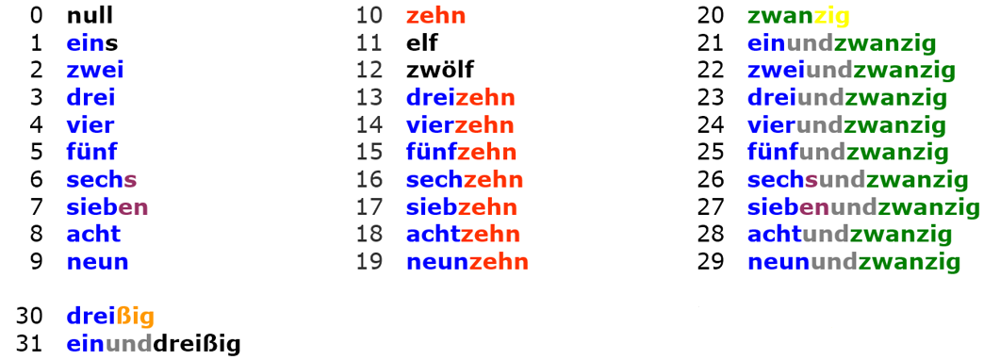 0 null 10 zehn 20 zwanzig
1 eins 11 elf 21 einundzwanzig
2 zwei 12 zwölf 22 zweiundzwanzig
3 drei 13 dreizehn 23 dreiundzwanzig
4 vier 14 vierzehn 24 vierundzwanzig
5 fünf 15 fünfzehn 25 fünfundzwanzig
6 sechs 16 sechzehn 26 sechsundzwanzig
7 sieben 17 siebzehn 27 siebenundzwanzig
8 acht 18 achtzehn 28 achtundzwanzig
9 neun 19 neunzehn 29 neunundzwanzig
30 dreißig
31 einunddreißig